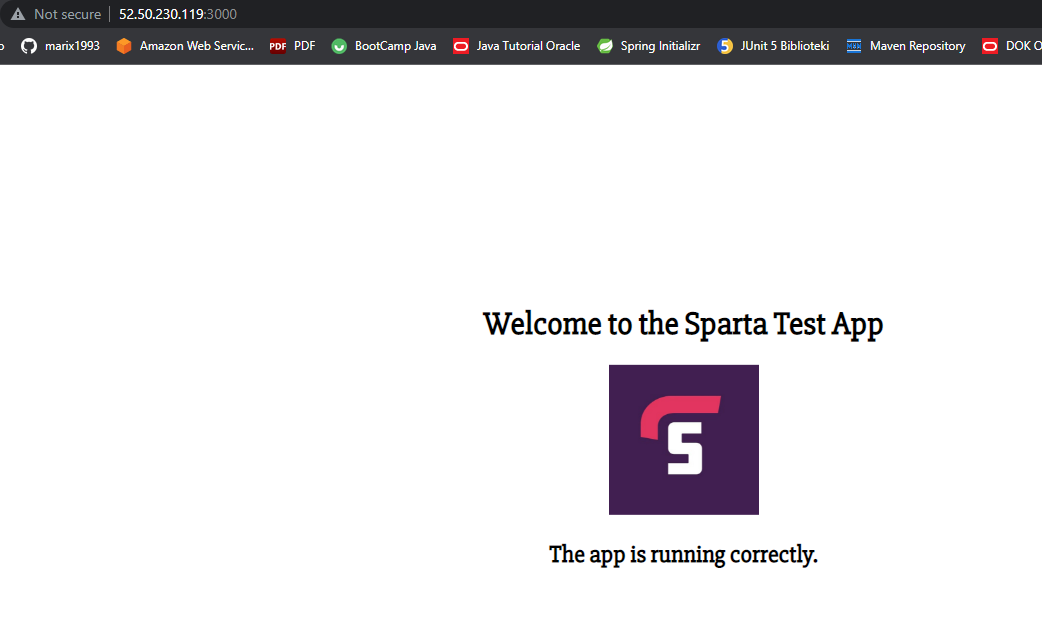 Not secure 52.50.230.119:3000
marix1993 Amazon Web Servic... PDF PDF BootCamp Java Java Tutorial Oracle Spring Initializr 5 JUnit 5 Biblioteki Maven Repository DOK O
Welcome to the Sparta Test App
S
The app is running correctly.